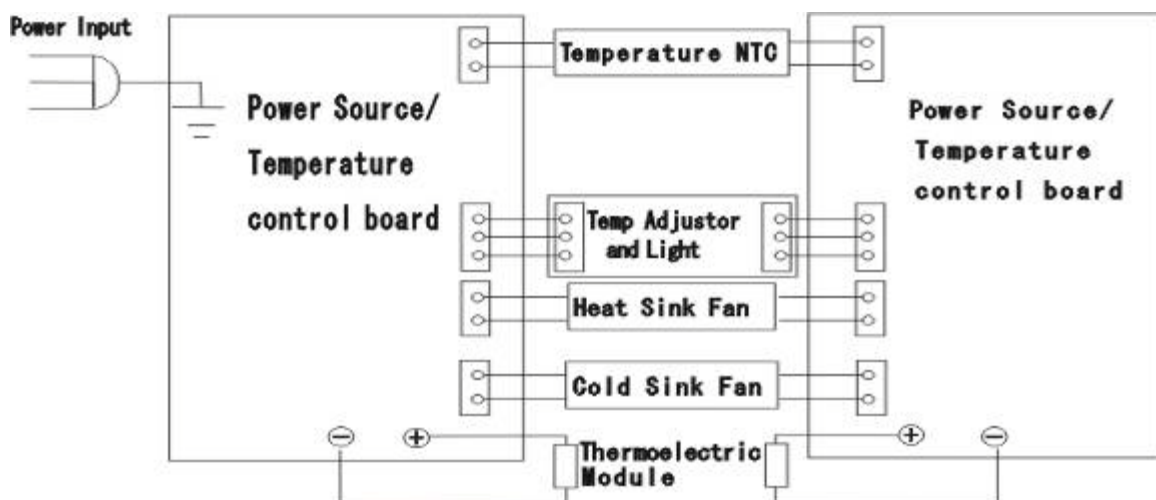 Power Input
Power Source/
Temperature
control board
Temperature NTC
Temp Adjustor
and Light
Heat Sink Fan
Cold Sink Fan
Thermoelectric
Module
Power Source/
Temperature
control board
− +
+ −